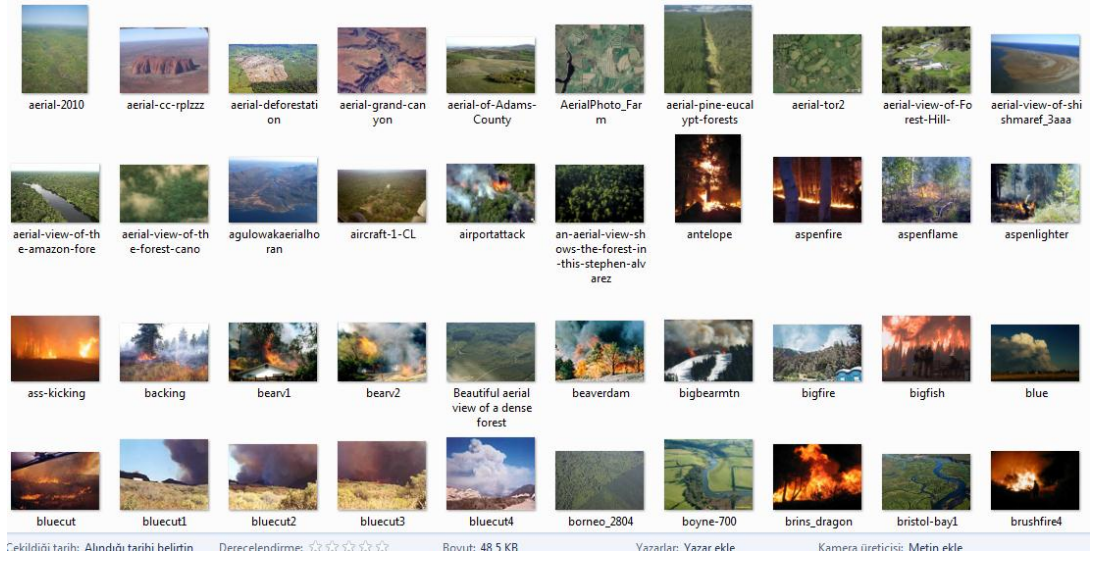 aerial-2010
aerial-cc-rplzzz
aerial-deforestati
on
aerial-grand-can
yon
aerial-of-Adams-
County
AerialPhoto_Far
m
aerial-pine-eucal
ypt-forests
aerial-tor2
aerial-view-of-Fo
rest-Hill-
aerial-view-of-shi
shmaref_3aaa
aerial-view-of-th
e-amazon-fore
aerial-view-of-th
e-forest-cano
agulowakaerialho
ran
aircraft-1-CL
airportattack
an-aerial-view-sh
ows-the-forest-in
-this-stephen-alv
arez
antelope
aspenfire
aspenflame
aspenlighter
ass-kicking
backing
bearv1
bearv2
Beautiful aerial
view of a dense
forest
beaverdam
bigbearmtn
bigfire
bigfish
blue
bluecut
bluecut1
bluecut2
bluecut3
bluecut4
borneo_2804
boyne-700
brins_dragon
bristol-bay1
brushfire4
Çekildiği tarih: Alındığı tarihi belirtin
Derecelendirme:
Boyut: 48,5 KB
Yazarlar: Yazar ekle
Kamera üreticisi: Metin ekle